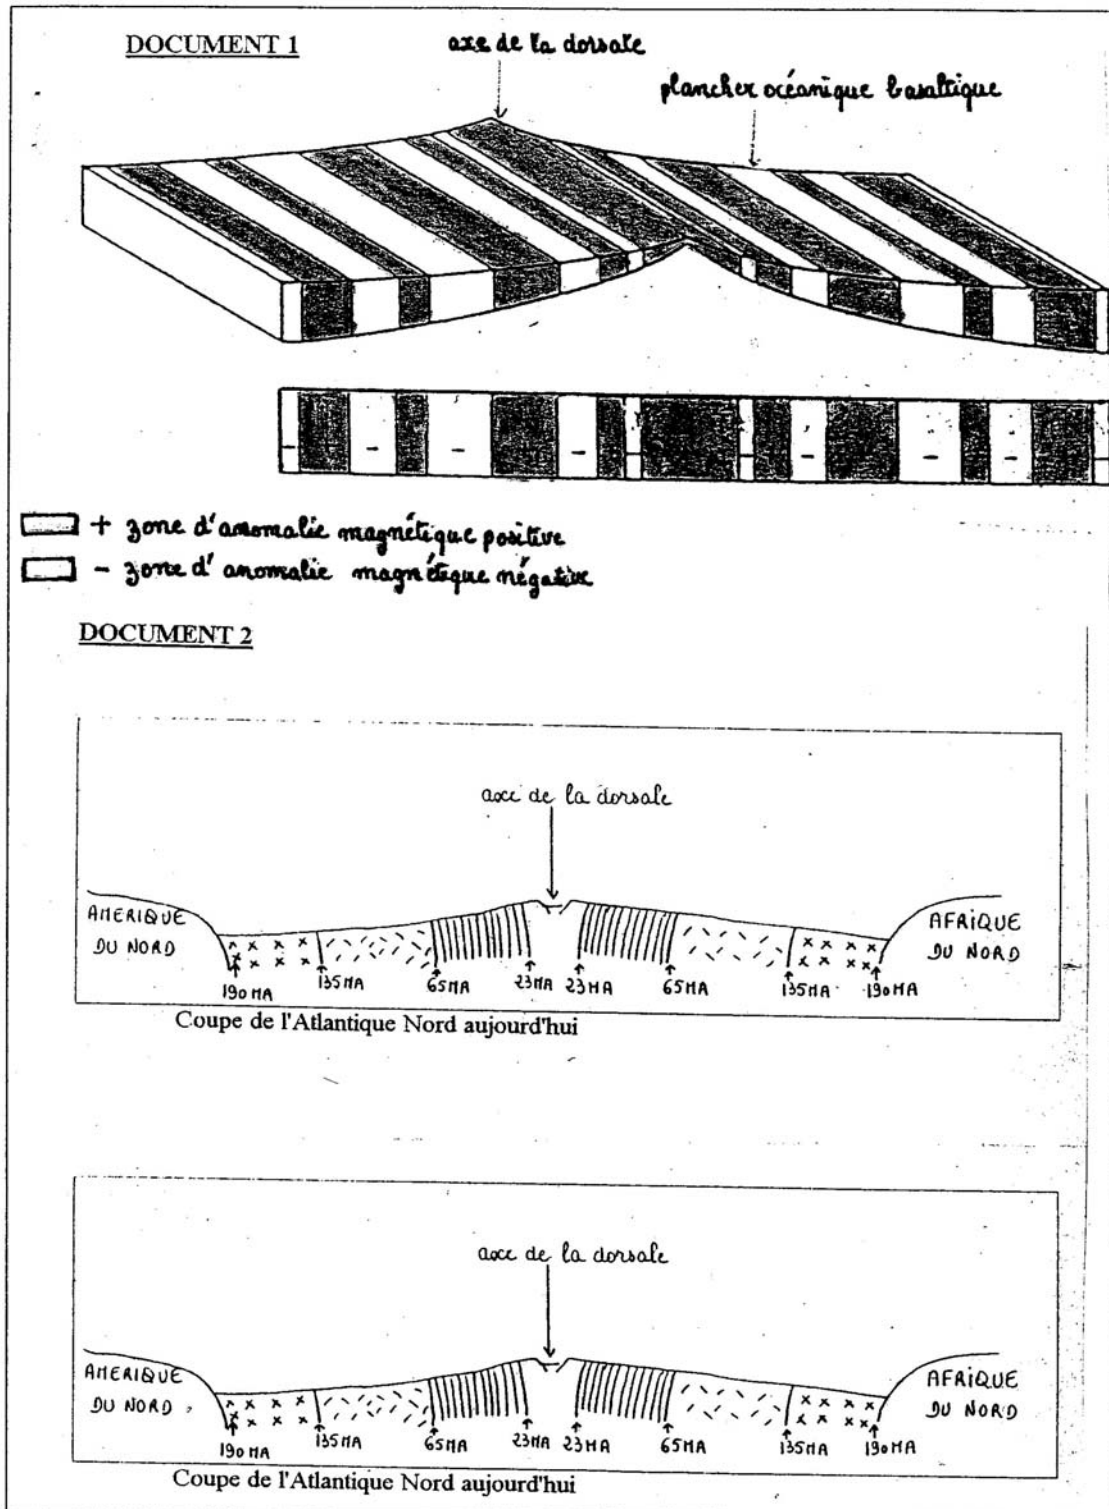 DOCUMENT 1
axe de la dorsale
plancher océanique basaltique
- - - - - - - - - -
+ zone d'anomalie magnétique positive
- zone d'anomalie magnétique négative
DOCUMENT 2
axe de la dorsale
AMERIQUE DU NORD
AFRIQUE DU NORD
190 MA 135 MA 65 MA 23 MA 23 MA 65 MA 135 MA 190 MA
Coupe de l'Atlantique Nord aujourd'hui
axe de la dorsale
AMERIQUE DU NORD
AFRIQUE DU NORD
190 MA 135 MA 65 MA 23 MA 23 MA 65 MA 135 MA 190 MA
Coupe de l'Atlantique Nord aujourd'hui